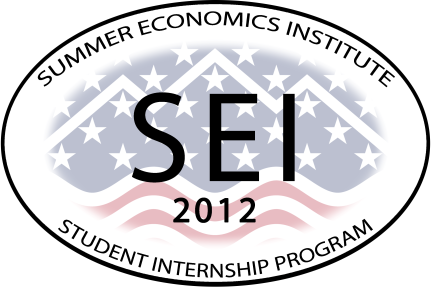 SUMMER ECONOMICS INSTITUTE
SEI
2012
STUDENT INTERNSHIP PROGRAM